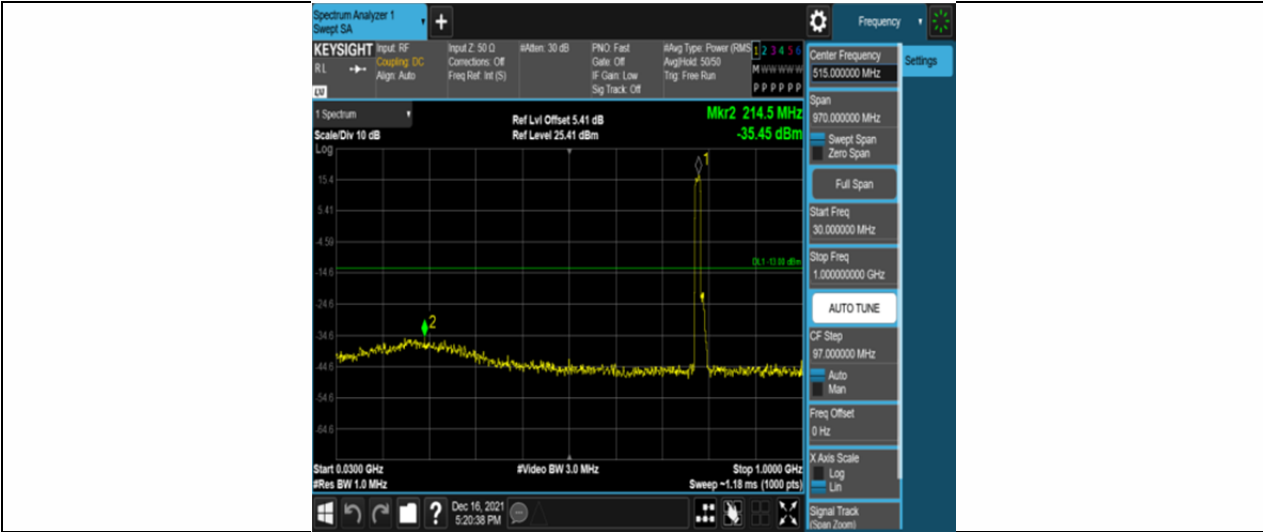 Spectrum Analyzer 1
Swept SA
+
Frequency
KEYSIGHT
RL
LV
Input: RF
Coupling: DC
Align: Auto
Input Z: 50 Ω
Corrections: Off
Freq Ref: Int (S)
#Atten: 30 dB
PNO: Fast
Gate: Off
IF Gain: Low
Sig Track: Off
#Avg Type: Power (RMS
Avg|Hold: 50/50
Trig: Free Run
1 2 3 4 5 6
M W W W W W
P P P P P P
1 Spectrum
Scale/Div 10 dB
Ref Lvl Offset 5.41 dB
Ref Level 25.41 dBm
Mkr2 214.5 MHz
-35.45 dBm
Log
15.4
5.41
-4.59
-14.6
-24.6
-34.6
-44.6
-54.6
-64.6
1
2
DL1 -13.00 dBm
Start 0.0300 GHz
#Res BW 1.0 MHz
#Video BW 3.0 MHz
Stop 1.0000 GHz
Sweep ~1.18 ms (1000 pts)
?
Dec 16, 2021
5:20:38 PM
Center Frequency
515.000000 MHz
Settings
Span
970.000000 MHz
Swept Span
Zero Span
Full Span
Start Freq
30.000000 MHz
Stop Freq
1.000000000 GHz
AUTO TUNE
CF Step
97.000000 MHz
Auto
Man
Freq Offset
0 Hz
X Axis Scale
Log
Lin
Signal Track
(Span Zoom)